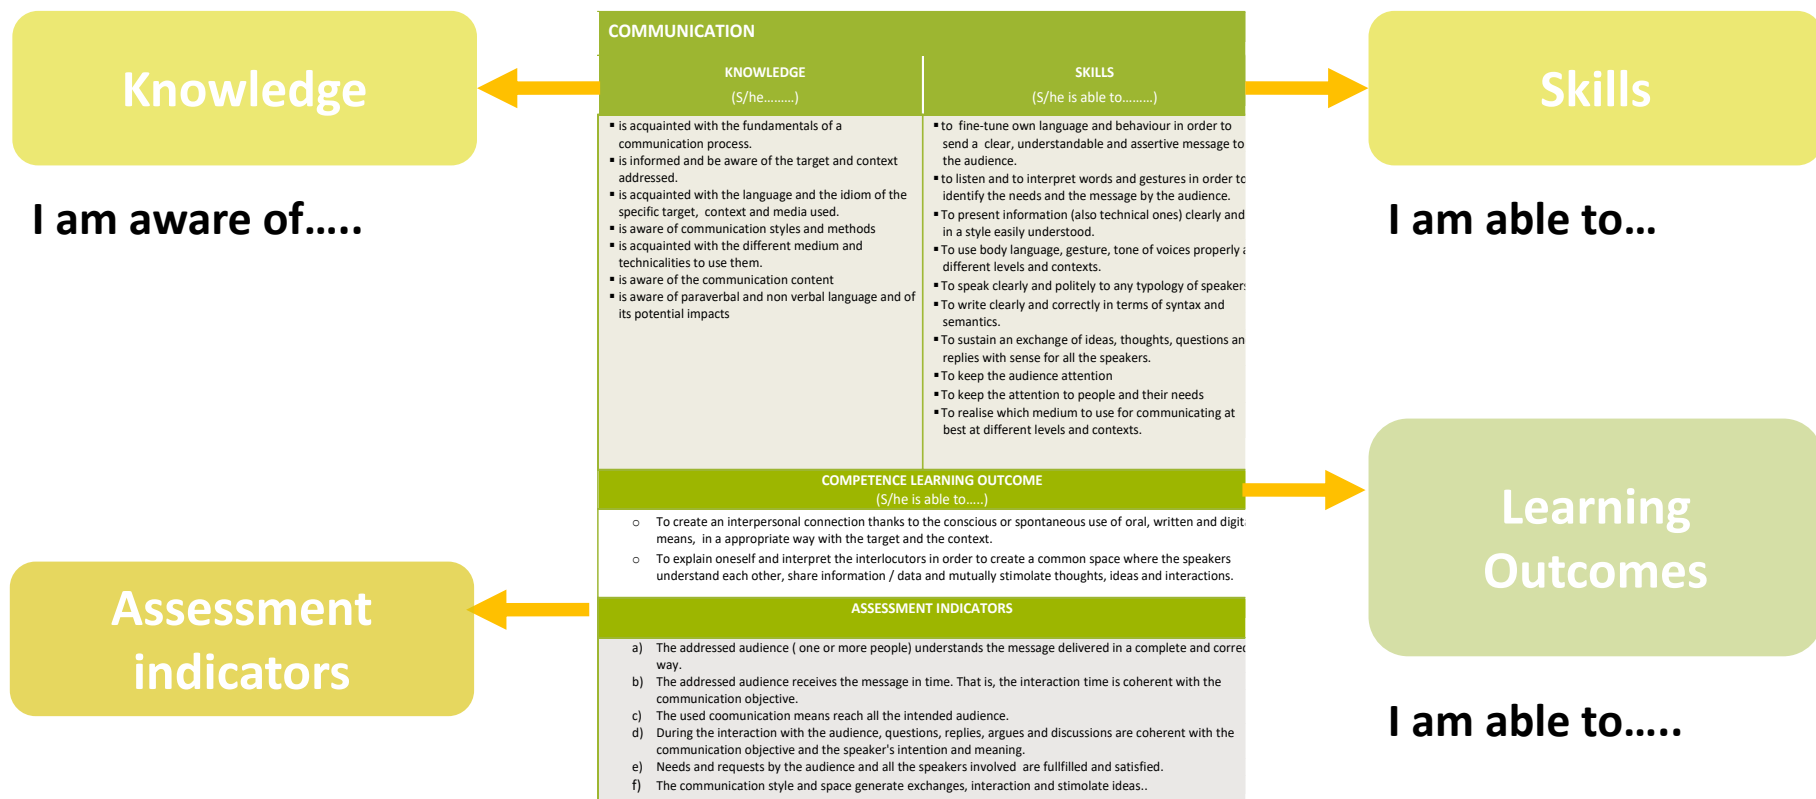 Knowledge
I am aware of…..
Assessment
indicators
COMMUNICATION
KNOWLEDGE
(S/he………)
▪ is acquainted with the fundamentals of a
communication process.
▪ is informed and be aware of the target and context
addressed.
▪ is acquainted with the language and the idiom of the
specific target, context and media used.
▪ is aware of communication styles and methods
▪ is acquainted with the different medium and
technicalities to use them.
▪ is aware of the communication content
▪ is aware of paraverbal and non verbal language and of
its potential impacts
SKILLS
(S/he is able to………)
▪ to fine-tune own language and behaviour in order to
send a clear, understandable and assertive message to
the audience.
▪ to listen and to interpret words and gestures in order to
identify the needs and the message by the audience.
▪ To present information (also technical ones) clearly and
in a style easily understood.
▪ To use body language, gesture, tone of voices properly
different levels and contexts.
▪ To speak clearly and politely to any typology of speaker
▪ To write clearly and correctly in terms of syntax and
semantics.
▪ To sustain an exchange of ideas, thoughts, questions an
replies with sense for all the speakers.
▪ To keep the audience attention
▪ To keep the attention to people and their needs
▪ To realise which medium to use for communicating at
best at different levels and contexts.
COMPETENCE LEARNING OUTCOME
(S/he is able to…..)
o To create an interpersonal connection thanks to the conscious or spontaneous use of oral, written and digit
means, in a appropriate way with the target and the context.
o To explain oneself and interpret the interlocutors in order to create a common space where the speakers
understand each other, share information / data and mutually stimolate thoughts, ideas and interactions.
ASSESSMENT INDICATORS
a) The addressed audience ( one or more people) understands the message delivered in a complete and correc
way.
b) The addressed audience receives the message in time. That is, the interaction time is coherent with the
communication objective.
c) The used coomunication means reach all the intended audience.
d) During the interaction with the audience, questions, replies, argues and discussions are coherent with the
communication objective and the speaker's intention and meaning.
e) Needs and requests by the audience and all the speakers involved are fullfilled and satisfied.
f) The communication style and space generate exchanges, interaction and stimolate ideas..
Skills
I am able to…
Learning
Outcomes
I am able to…..